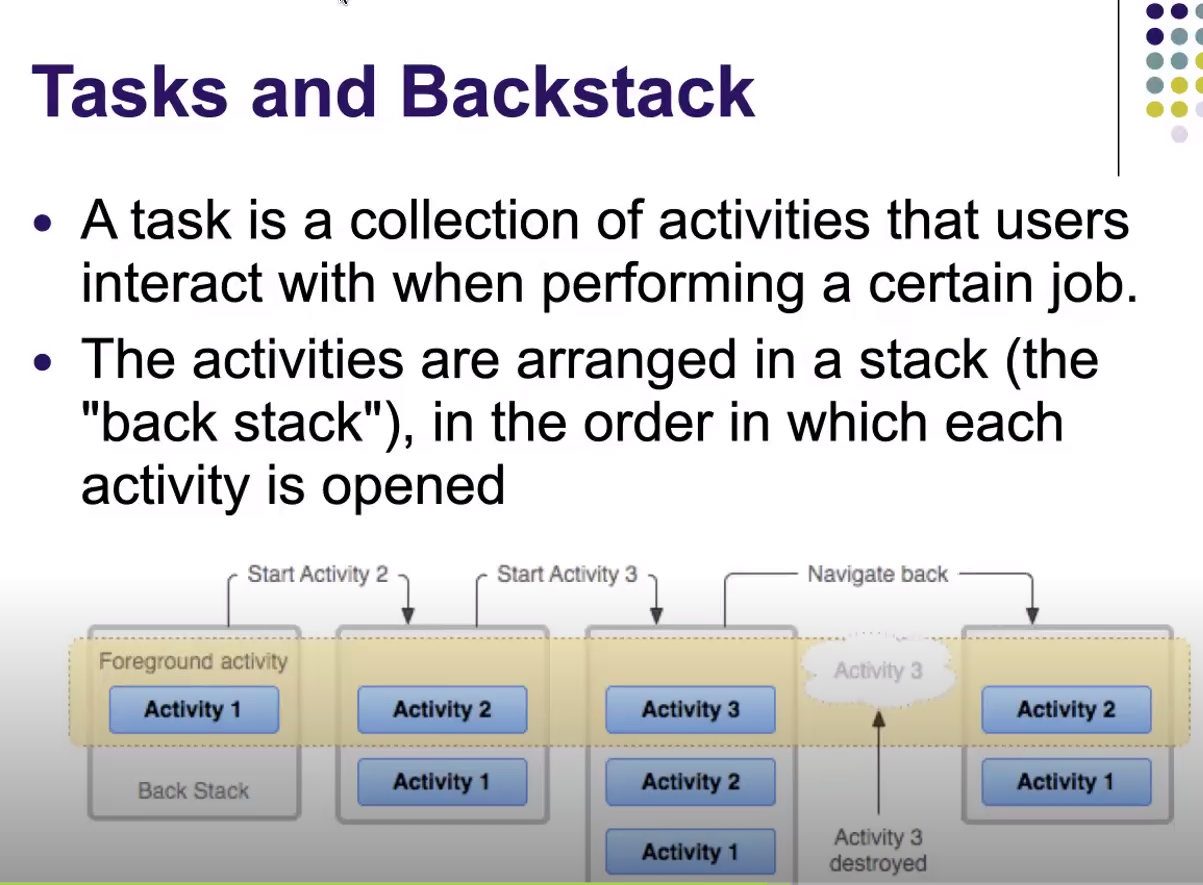 Tasks and Backstack
A task is a collection of activities that users
interact with when performing a certain job.
The activities are arranged in a stack (the
"back stack"), in the order in which each
activity is opened
Start Activity 2
Start Activity 3
Navigate back
Foreground activity
Activity 1
Back Stack
Activity 2
Activity 1
Activity 3
Activity 2
Activity 1
Activity 3
Activity 3
destroyed
Activity 2
Activity 1